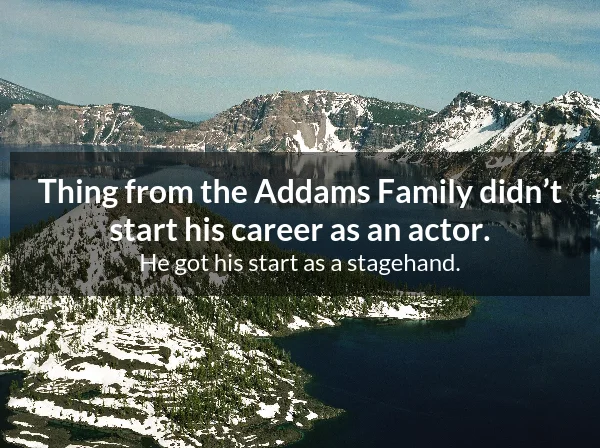 Thing from the Addams Family didn’t
start his career as an actor.
He got his start as a stagehand.